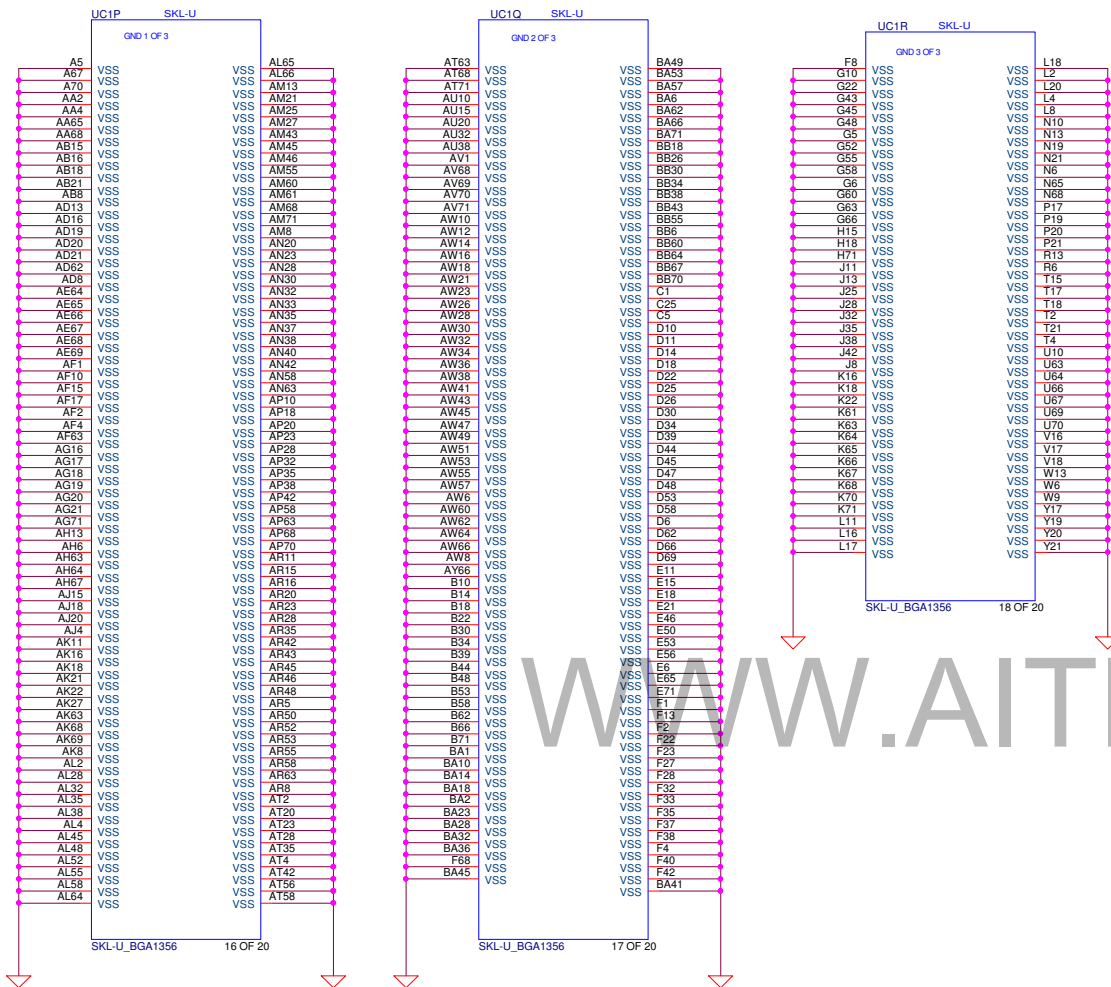 UC1P SKL-U
GND 1 OF 3
A5 VSS VSS AL65
A67 VSS VSS AL66
A70 VSS VSS AM13
AA2 VSS VSS AM21
AA4 VSS VSS AM25
AA65 VSS VSS AM27
AA68 VSS VSS AM43
AB15 VSS VSS AM45
AB16 VSS VSS AM46
AB18 VSS VSS AM55
AB21 VSS VSS AM60
AB8 VSS VSS AM61
AD13 VSS VSS AM68
AD16 VSS VSS AM71
AD19 VSS VSS AM8
AD20 VSS VSS AN20
AD21 VSS VSS AN23
AD62 VSS VSS AN28
AD8 VSS VSS AN30
AE64 VSS VSS AN32
AE65 VSS VSS AN33
AE66 VSS VSS AN35
AE67 VSS VSS AN37
AE68 VSS VSS AN38
AE69 VSS VSS AN40
AF1 VSS VSS AN42
AF10 VSS VSS AN58
AF15 VSS VSS AN63
AF17 VSS VSS AP10
AF2 VSS VSS AP18
AF4 VSS VSS AP20
AF63 VSS VSS AP23
AG16 VSS VSS AP28
AG17 VSS VSS AP32
AG18 VSS VSS AP35
AG19 VSS VSS AP38
AG20 VSS VSS AP42
AG21 VSS VSS AP58
AG71 VSS VSS AP63
AH13 VSS VSS AP68
AH6 VSS VSS AP70
AH63 VSS VSS AR11
AH64 VSS VSS AR15
AH67 VSS VSS AR16
AJ15 VSS VSS AR20
AJ18 VSS VSS AR23
AJ20 VSS VSS AR28
AJ4 VSS VSS AR35
AK11 VSS VSS AR42
AK16 VSS VSS AR43
AK18 VSS VSS AR45
AK21 VSS VSS AR46
AK22 VSS VSS AR48
AK27 VSS VSS AR5
AK63 VSS VSS AR50
AK68 VSS VSS AR52
AK69 VSS VSS AR53
AK8 VSS VSS AR55
AL2 VSS VSS AR58
AL28 VSS VSS AR63
AL32 VSS VSS AR8
AL35 VSS VSS AT2
AL38 VSS VSS AT20
AL4 VSS VSS AT23
AL45 VSS VSS AT28
AL48 VSS VSS AT35
AL52 VSS VSS AT4
AL55 VSS VSS AT42
AL58 VSS VSS AT56
AL64 VSS VSS AT58
SKL-U_BGA1356 16 OF 20
UC1Q SKL-U
GND 2 OF 3
AT63 VSS VSS BA49
AT68 VSS VSS BA53
AT71 VSS VSS BA57
AU10 VSS VSS BA6
AU15 VSS VSS BA62
AU20 VSS VSS BA66
AU32 VSS VSS BA71
AU38 VSS VSS BB18
AV1 VSS VSS BB26
AV68 VSS VSS BB30
AV69 VSS VSS BB34
AV70 VSS VSS BB38
AV71 VSS VSS BB43
AW10 VSS VSS BB55
AW12 VSS VSS BB6
AW14 VSS VSS BB60
AW16 VSS VSS BB64
AW18 VSS VSS BB67
AW21 VSS VSS BB70
AW23 VSS VSS C1
AW26 VSS VSS C25
AW28 VSS VSS C5
AW30 VSS VSS D10
AW32 VSS VSS D11
AW34 VSS VSS D14
AW36 VSS VSS D18
AW38 VSS VSS D22
AW41 VSS VSS D25
AW43 VSS VSS D26
AW45 VSS VSS D30
AW47 VSS VSS D34
AW49 VSS VSS D39
AW51 VSS VSS D44
AW53 VSS VSS D45
AW55 VSS VSS D47
AW57 VSS VSS D48
AW6 VSS VSS D53
AW60 VSS VSS D58
AW62 VSS VSS D6
AW64 VSS VSS D62
AW66 VSS VSS D66
AW8 VSS VSS D69
AY66 VSS VSS E11
B10 VSS VSS E15
B14 VSS VSS E18
B18 VSS VSS E21
B22 VSS VSS E46
B30 VSS VSS E50
B34 VSS VSS E53
B39 VSS VSS E56
B44 VSS VSS E6
B48 VSS VSS E65
B53 VSS VSS E71
B58 VSS VSS F1
B62 VSS VSS F13
B66 VSS VSS F2
B71 VSS VSS F22
BA1 VSS VSS F23
BA10 VSS VSS F27
BA14 VSS VSS F28
BA18 VSS VSS F32
BA2 VSS VSS F33
BA23 VSS VSS F35
BA28 VSS VSS F37
BA32 VSS VSS F38
BA36 VSS VSS F4
F68 VSS VSS F40
BA45 VSS VSS F42
VSS BA41
SKL-U_BGA1356 17 OF 20
UC1R SKL-U
GND 3 OF 3
F8 VSS VSS L18
G10 VSS VSS L2
G22 VSS VSS L20
G43 VSS VSS L4
G45 VSS VSS L8
G48 VSS VSS N10
G5 VSS VSS N13
G52 VSS VSS N19
G55 VSS VSS N21
G58 VSS VSS N6
G6 VSS VSS N65
G60 VSS VSS N68
G63 VSS VSS P17
G66 VSS VSS P19
H15 VSS VSS P20
H18 VSS VSS P21
H71 VSS VSS R13
J11 VSS VSS R6
J13 VSS VSS T15
J25 VSS VSS T17
J28 VSS VSS T18
J32 VSS VSS T2
J35 VSS VSS T21
J38 VSS VSS T4
J42 VSS VSS U10
J8 VSS VSS U63
K16 VSS VSS U64
K18 VSS VSS U66
K22 VSS VSS U67
K61 VSS VSS U69
K63 VSS VSS U70
K64 VSS VSS V16
K65 VSS VSS V17
K66 VSS VSS V18
K67 VSS VSS W13
K68 VSS VSS W6
K70 VSS VSS W9
K71 VSS VSS Y17
L11 VSS VSS Y19
L16 VSS VSS Y20
L17 VSS VSS Y21
SKL-U_BGA1356 18 OF 20
WWW.AIT